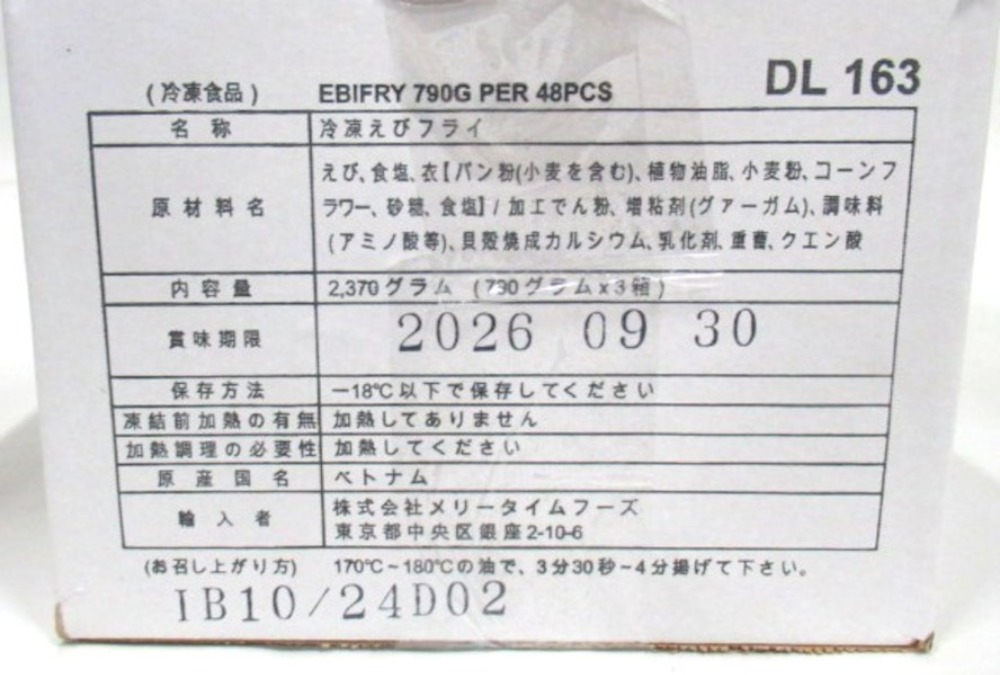 (冷凍食品) EBIFRY 790G PER 48PCS DL 163
名称 冷凍えびフライ
原材料名 えび、食塩、衣【パン粉(小麦を含む)、植物油脂、小麦粉、コーンフ
ラワー、砂糖、食塩】/加工でん粉、増粘剤(グァーガム)、調味料
(アミノ酸等)、貝殻焼成カルシウム、乳化剤、重曹、クエン酸
内容量 2,370グラム (790グラムx3箱)
賞味期限 2026 09 30
保存方法 -18℃以下で保存してください
凍結前加熱の有無 加熱してありません
加熱調理の必要性 加熱してください
原産国名 ベトナム
輸入者 株式会社メリータイムフーズ
東京都中央区銀座2-10-6
(お召し上がり方) 170℃~180℃の油で、3分30秒~4分揚げて下さい。
IB10/24D02